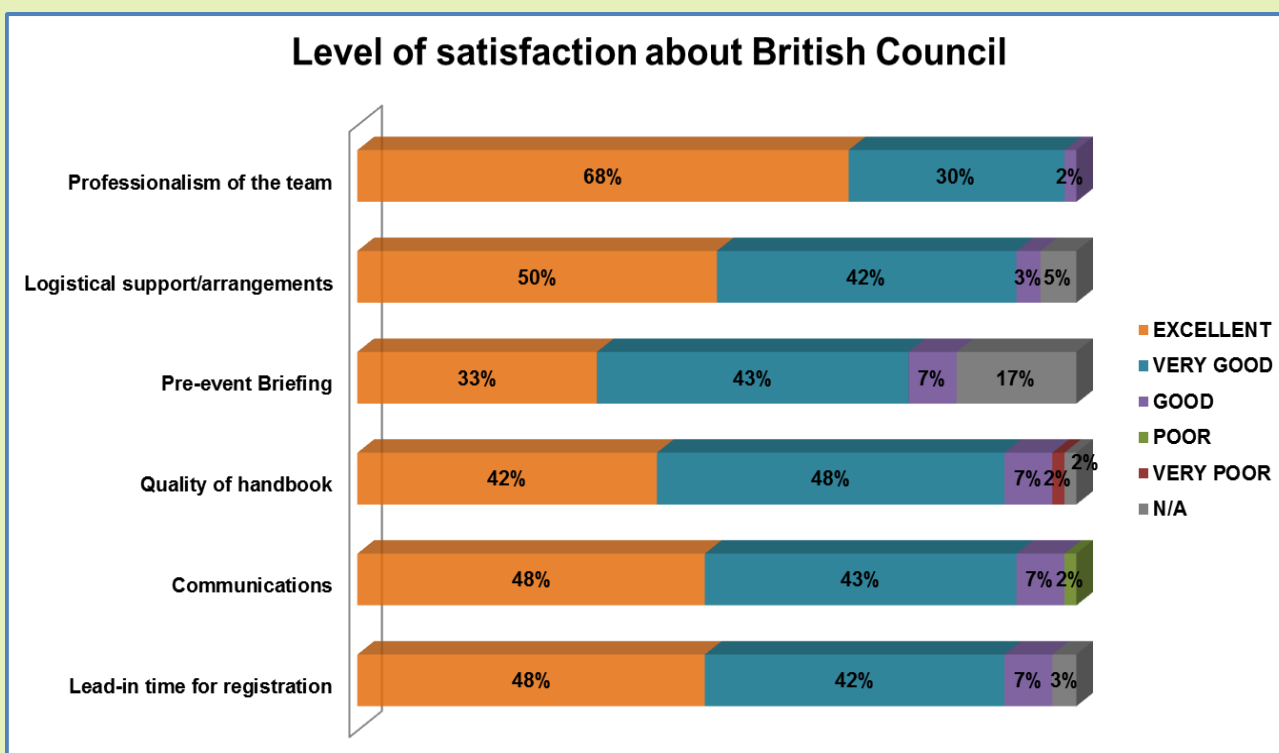 Level of satisfaction about British Council
Professionalism of the team
68%
30%
2%
Logistical support/arrangements
50%
42%
3%
5%
Pre-event Briefing
33%
43%
7%
17%
Quality of handbook
42%
48%
7%
2%
2%
Communications
48%
43%
7%
2%
Lead-in time for registration
48%
42%
7%
3%
EXCELLENT
VERY GOOD
GOOD
POOR
VERY POOR
N/A